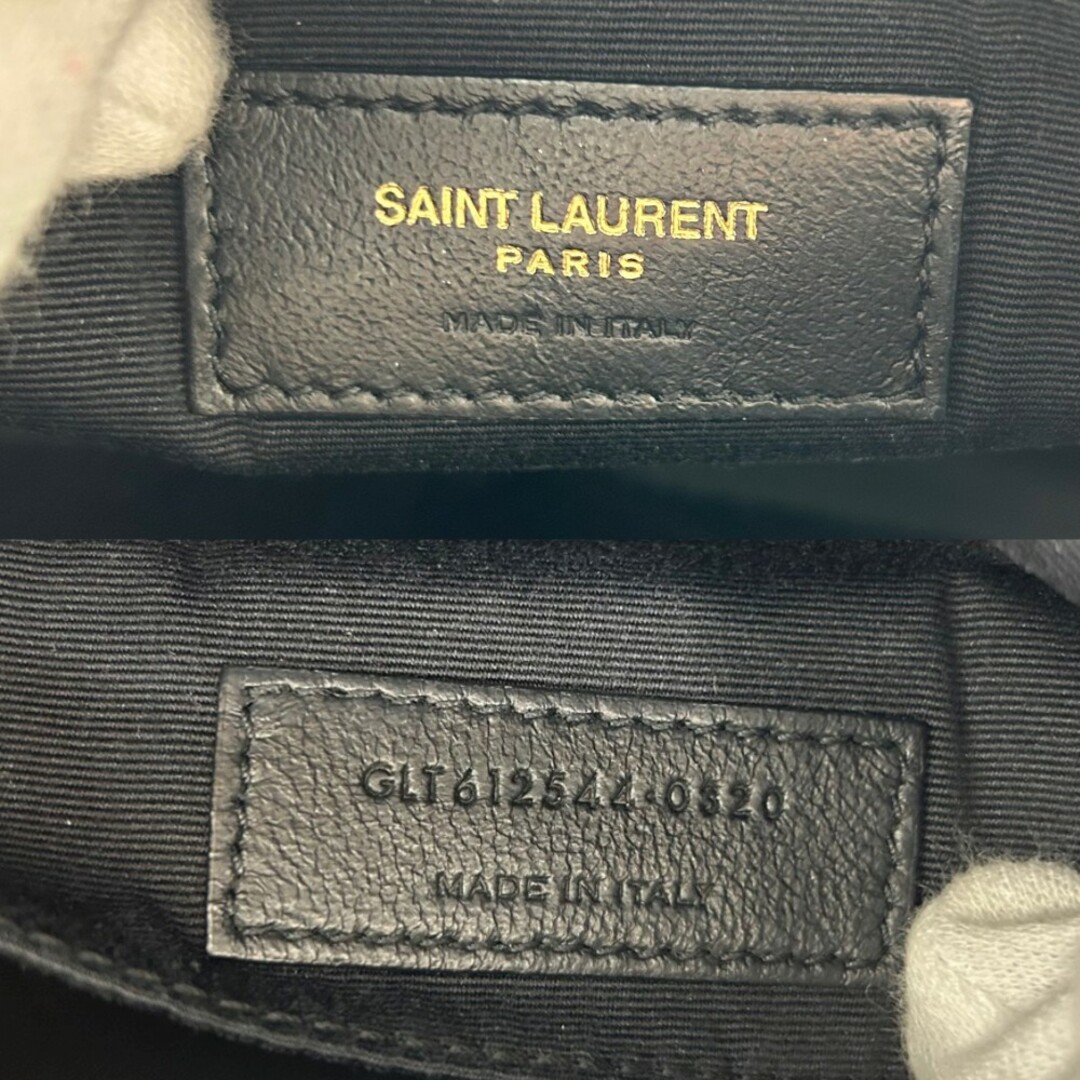 SAINT LAURENT
PARIS
MADE IN ITALY
GLT612544·0320
MADE IN ITALY